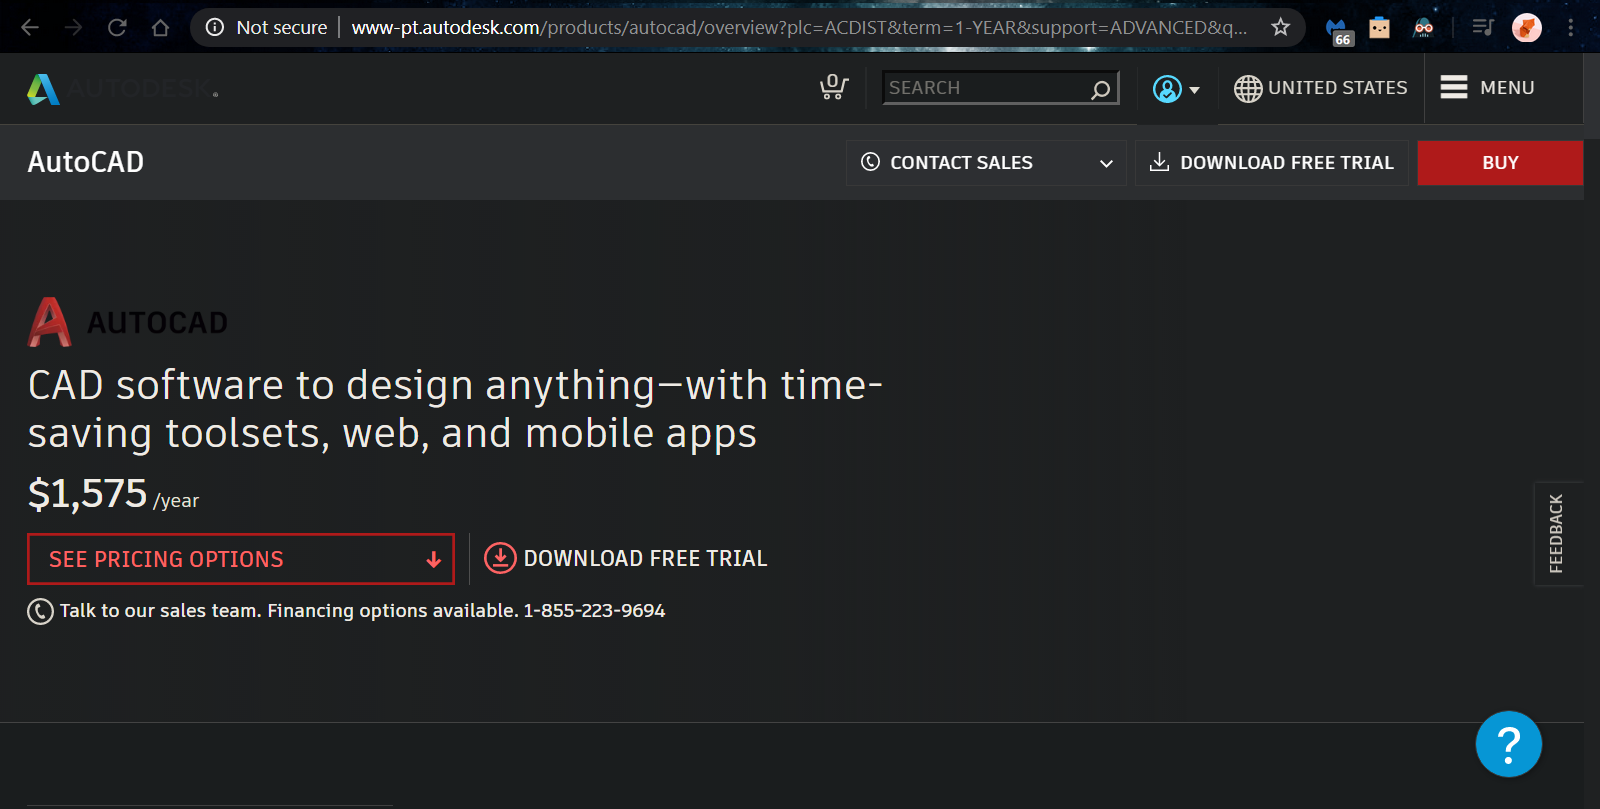 Not secure www-pt.autodesk.com/products/autocad/overview?plc=ACDIST&term=1-YEAR&support=ADVANCED&q...
66
AUTODESK®
0
SEARCH
UNITED STATES
MENU
AutoCAD
CONTACT SALES
DOWNLOAD FREE TRIAL
BUY
AUTOCAD
CAD software to design anything—with time-
saving toolsets, web, and mobile apps
$1,575 /year
SEE PRICING OPTIONS
DOWNLOAD FREE TRIAL
Talk to our sales team. Financing options available. 1-855-223-9694
FEEDBACK
?